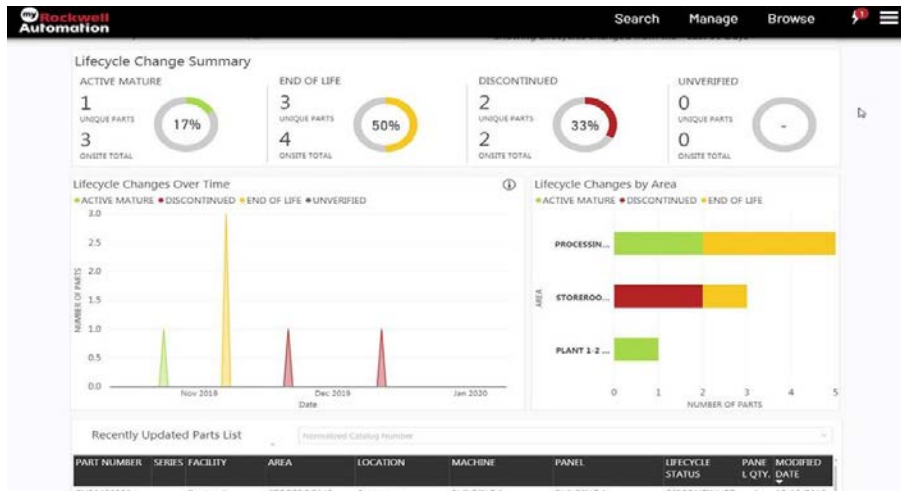 my Rockwell
Automation
Search Manage Browse
1
Lifecycle Change Summary
ACTIVE MATURE
1
UNIQUE PARTS
3
ONSITE TOTAL
17%
END OF LIFE
3
UNIQUE PARTS
4
ONSITE TOTAL
50%
DISCONTINUED
2
UNIQUE PARTS
2
ONSITE TOTAL
33%
UNVERIFIED
0
UNIQUE PARTS
0
ONSITE TOTAL
-
Lifecycle Changes Over Time
ACTIVE MATURE DISCONTINUED END OF LIFE UNVERIFIED
3.0
2.5
2.0
1.5
1.0
0.5
0.0
NUMBER OF PARTS
Nov 2019 Dec 2019 Jan 2020
Date
Lifecycle Changes by Area
ACTIVE MATURE DISCONTINUED END OF LIFE
AREA
PROCESSIN...
STOREROO...
PLANT 1-2 ...
0 1 2 3 4 5
NUMBER OF PARTS
Recently Updated Parts List
Normalized Catalog Number
PART NUMBER SERIES FACILITY AREA LOCATION MACHINE PANEL LIFECYCLE STATUS PANEL QTY. MODIFIED DATE